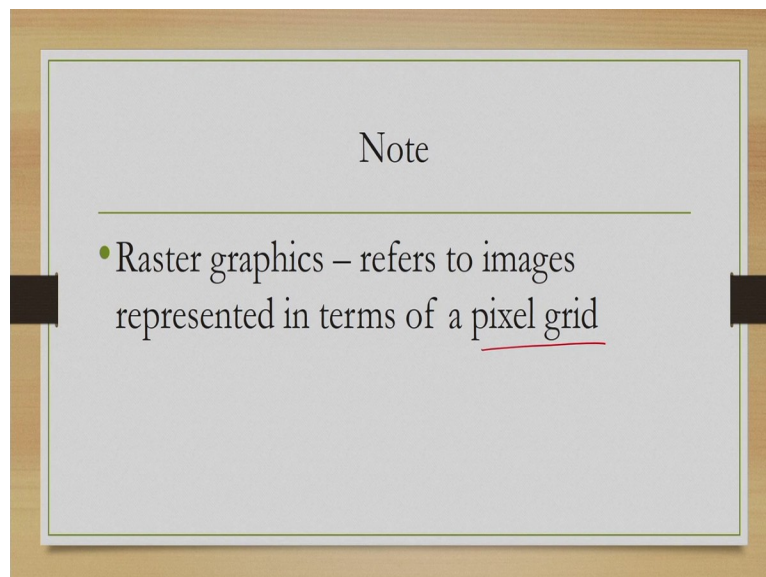 Note
•Raster graphics – refers to images
represented in terms of a pixel grid